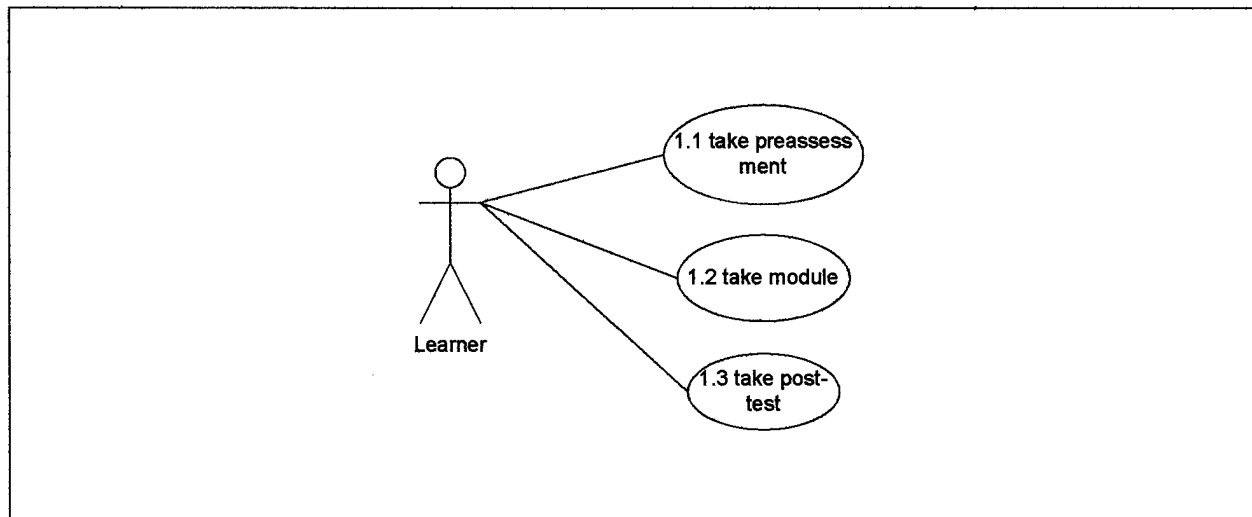 1.1 take preassess
ment
1.2 take module
Learner
1.3 take post-
test